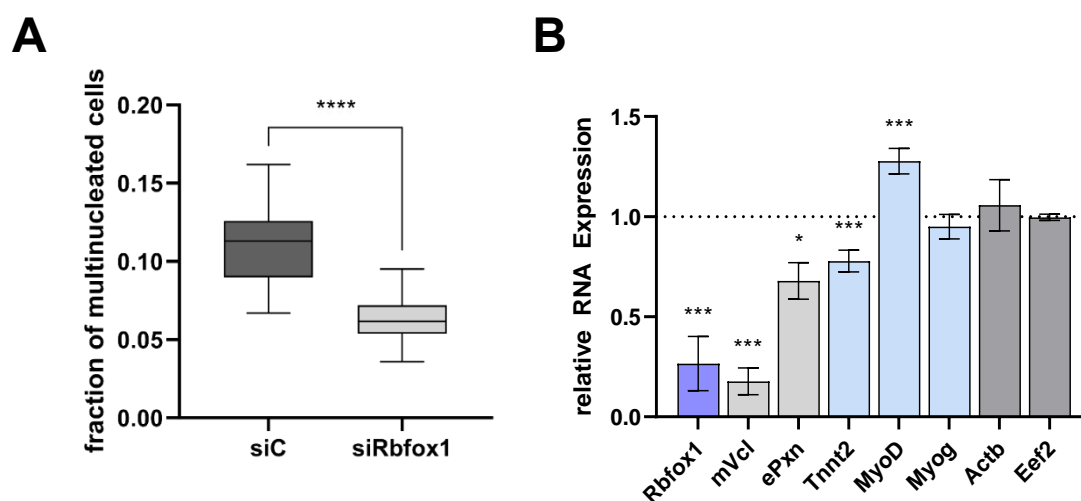 A
fraction of multinucleated cells
0.20
0.15
0.10
0.05
0.00
****
siC
siRbfox1
B
relative RNA Expression
1.5
1.0
0.5
0.0
***
***
*
***
***
Rbfox1
mVcl
ePxn
Tnnt2
MyoD
Myog
Actb
Eef2